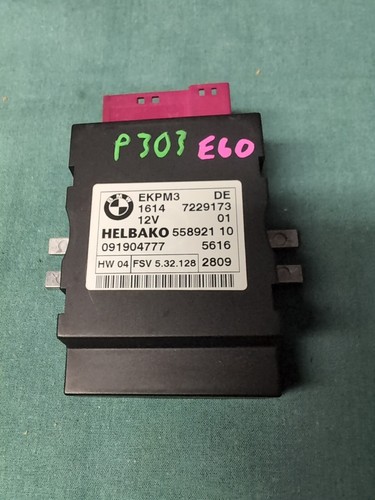 P303 E60
BMW
EKPM3 DE
1614 7229173
12V 01
HELBAKO 558921 10
091904777 5616
HW 04 FSV 5.32.128 2809